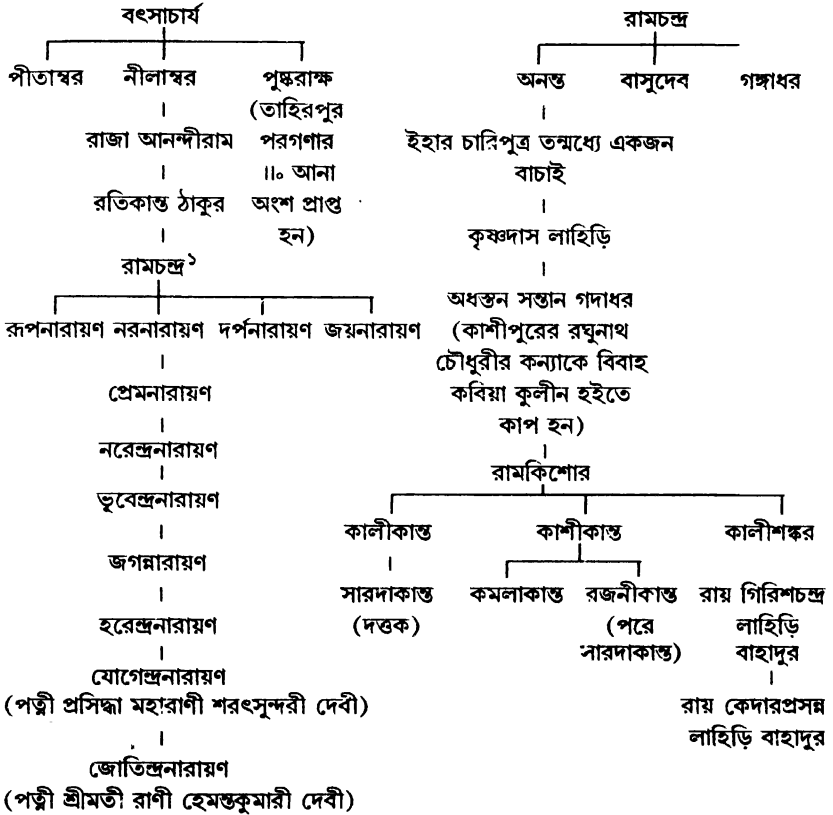 বৎসাচার্য
পীতাম্বর নীলাম্বর পুষ্করাক্ষ
(তাহিরপুর
রাজা আনন্দীরাম পরগণার
৷৷০ আনা
রতিকান্ত ঠাকুর অংশ প্রাপ্ত
হন)
রামচন্দ্র১
রূপনারায়ণ নরনারায়ণ দর্পনারায়ণ জয়নারায়ণ
প্রেমনারায়ণ
নরেন্দ্রনারায়ণ
ভূবেন্দ্রনারায়ণ
জগন্নারায়ণ
হরেন্দ্রনারায়ণ
যোগেন্দ্রনারায়ণ
(পত্নী প্রসিদ্ধা মহারাণী শরৎসুন্দরী দেবী)
জোতিন্দ্রনারায়ণ
(পত্নী শ্রীমতী রাণী হেমন্তকুমারী দেবী)
রামচন্দ্র
অনন্ত বাসুদেব গঙ্গাধর
ইহার চারিপুত্র তন্মধ্যে একজন
বাচাই
কৃষ্ণদাস লাহিড়ি
অধস্তন সন্তান গদাধর
(কাশীপুরের রঘুনাথ
চৌধুরীর কন্যাকে বিবাহ
কবিয়া কুলীন হইতে
কাপ হন)
রামকিশোর
কালীকান্ত কাশীকান্ত কালীশঙ্কর
সারদাকান্ত কমলাকান্ত রজনীকান্ত রায় গিরিশচন্দ্র
(দত্তক) (পরে লাহিড়ি
সারদাকান্ত) বাহাদুর
রায় কেদারপ্রসন্ন
লাহিড়ি বাহাদুর